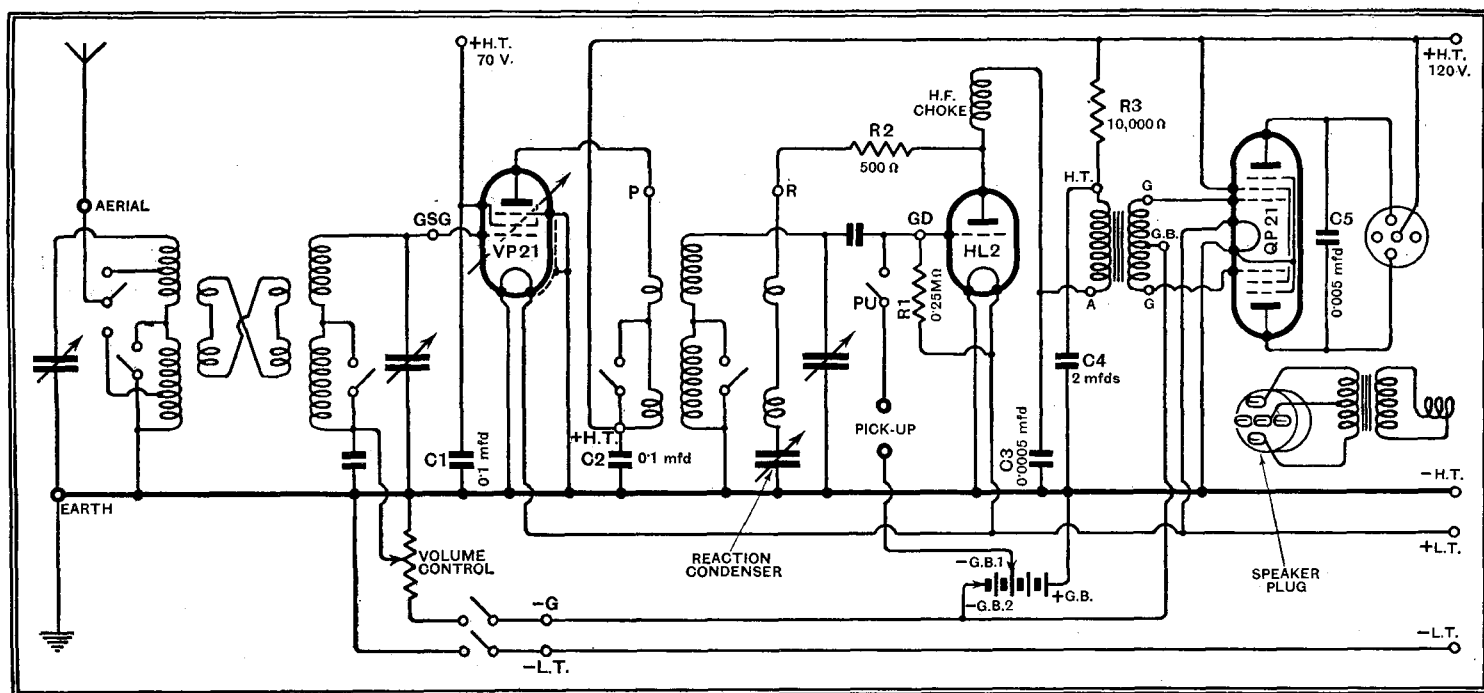 +H.T.
70 V.
+H.T.
120 V.
H.F.
CHOKE
R3
10,000 Ω
R2
500 Ω
H.T.
AERIAL
GSG
VP21
P
R
GD
HL2
G
G.B.
QP21
C5
0·005 mfd
PU
R1
0·25MΩ
A
G
C4
2 mfds
+H.T.
C1
0·1 mfd
C2
0·1 mfd
PICK-UP
C3
0·0005 mfd
-H.T.
EARTH
+L.T.
VOLUME
CONTROL
REACTION
CONDENSER
-G.B.1
-G.B.2
+G.B.
SPEAKER
PLUG
-G
-L.T.
-L.T.